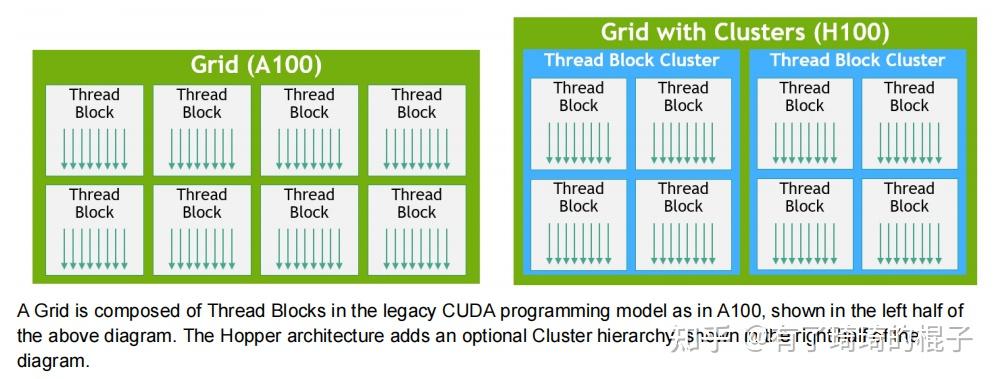 Grid (A100)
Thread Block
Thread Block
Thread Block
Thread Block
Thread Block
Thread Block
Thread Block
Thread Block
Grid with Clusters (H100)
Thread Block Cluster
Thread Block Cluster
Thread Block
Thread Block
Thread Block
Thread Block
Thread Block
Thread Block
Thread Block
Thread Block
A Grid is composed of Thread Blocks in the legacy CUDA programming model as in A100, shown in the left half of
the above diagram. The Hopper architecture adds an optional Cluster hierarchy, shown in the right half of the
diagram.
知乎 @有了琦琦的棍子